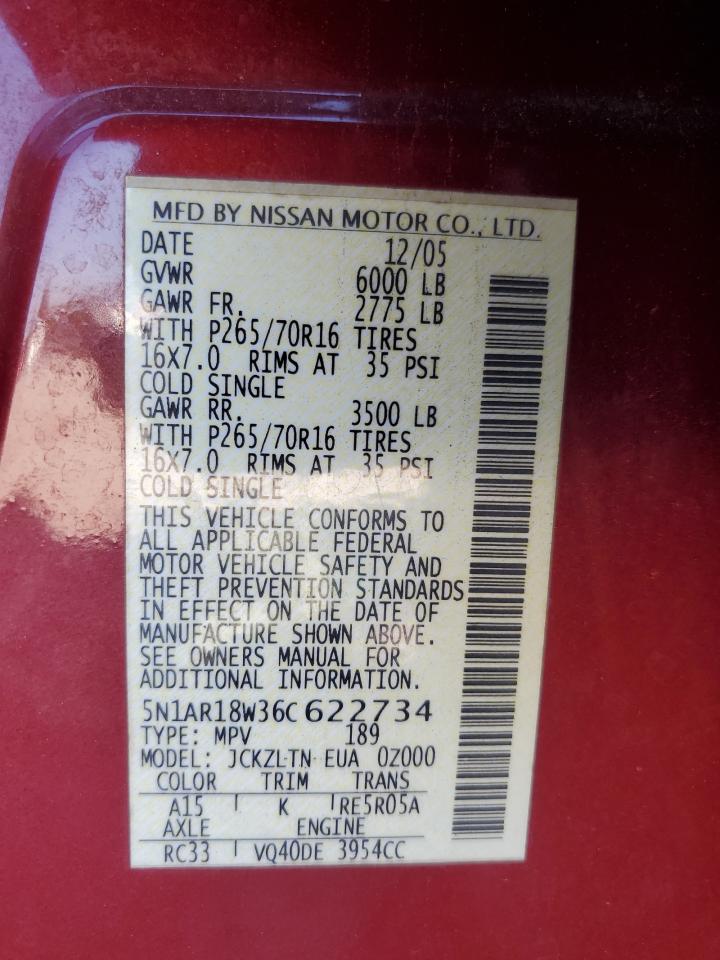 MFD BY NISSAN MOTOR CO., LTD.
DATE 12/05
GVWR 6000 LB
GAWR FR. 2775 LB
WITH P265/70R16 TIRES
16X7.0 RIMS AT 35 PSI
COLD SINGLE
GAWR RR. 3500 LB
WITH P265/70R16 TIRES
16X7.0 RIMS AT 35 PSI
COLD SINGLE
THIS VEHICLE CONFORMS TO
ALL APPLICABLE FEDERAL
MOTOR VEHICLE SAFETY AND
THEFT PREVENTION STANDARDS
IN EFFECT ON THE DATE OF
MANUFACTURE SHOWN ABOVE.
SEE OWNERS MANUAL FOR
ADDITIONAL INFORMATION.
5N1AR18W36C622734
TYPE: MPV 189
MODEL: JCKZLTN EUA 0Z000
COLOR TRIM TRANS
A15 K RE5R05A
AXLE ENGINE
RC33 VQ40DE 3954CC